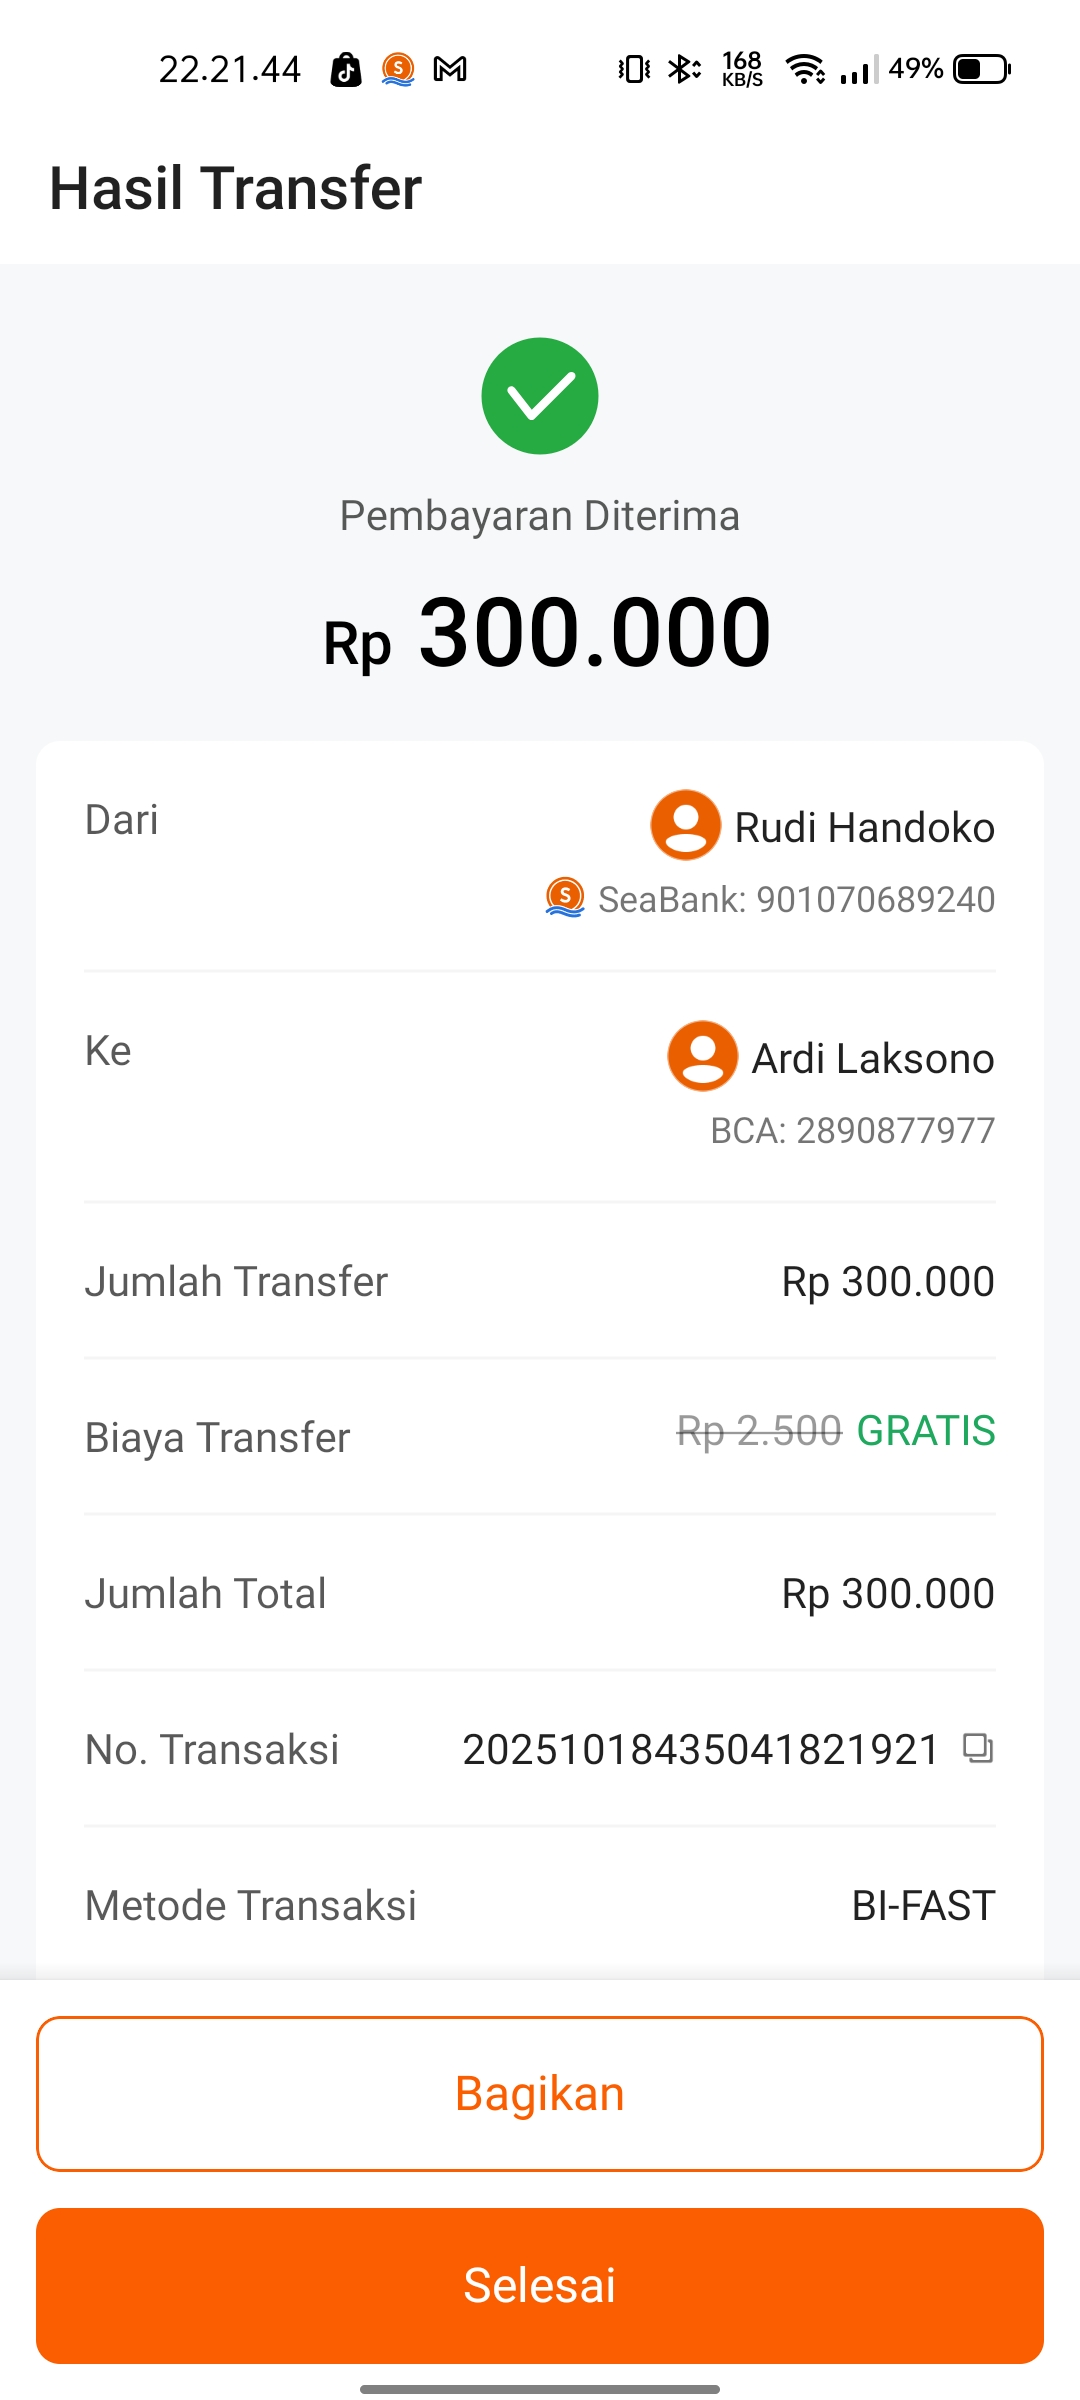 22.21.44 168 KB/S 49%
Hasil Transfer
Pembayaran Diterima
Rp 300.000
Dari Rudi Handoko
SeaBank: 901070689240
Ke Ardi Laksono
BCA: 2890877977
Jumlah Transfer Rp 300.000
Biaya Transfer Rp 2.500 GRATIS
Jumlah Total Rp 300.000
No. Transaksi 20251018435041821921
Metode Transaksi BI-FAST
Bagikan
Selesai